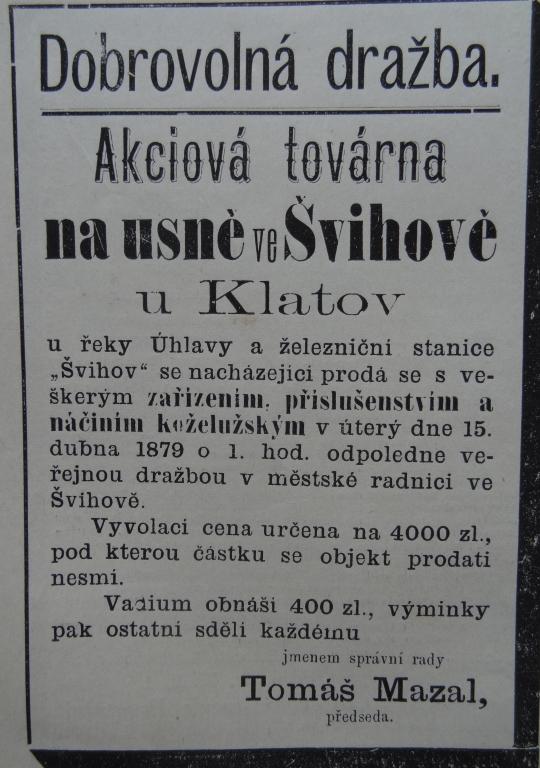 Dobrovolná dražba.
Akciová továrna
na usně ve Švihově
u Klatov
u řeky Úhlavy a železniční stanice
„Švihov“ se nacházející prodá se s ve-
škerým zařízením, příslušenstvím a
náčiním koželužským v úterý dne 15.
dubna 1879 o 1. hod. odpoledne ve-
řejnou dražbou v městské radnici ve
Švihově.
Vyvolací cena určena na 4000 zl.,
pod kterou částku se objekt prodati
nesmí.
Vadium obnáší 400 zl., výminky
pak ostatní sdělí každému
jmenem správní rady
Tomáš Mazal,
předseda.